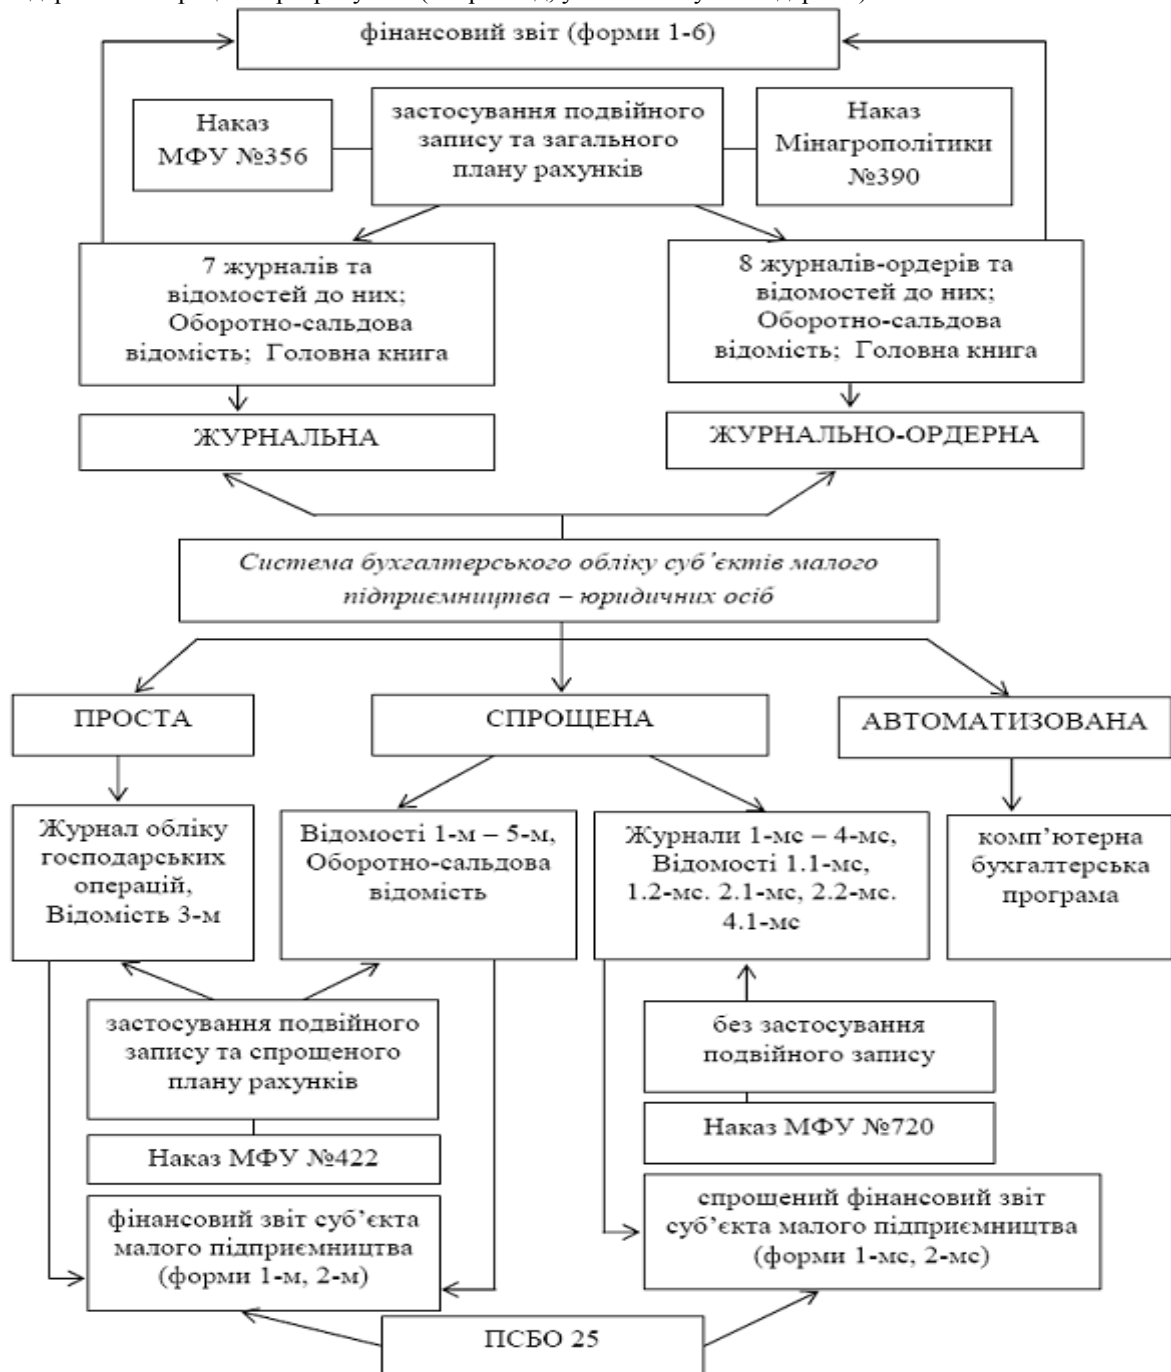 фінансовий звіт (форми 1-6)
Наказ
МФУ №356
застосування подвійного
запису та загального
плану рахунків
Наказ
Мінагрополітики
№390
7 журналів та
відомостей до них;
Оборотно-сальдова
відомість;  Головна книга
8 журналів-ордерів та
відомостей до них;
Оборотно-сальдова
відомість;  Головна книга
ЖУРНАЛЬНА
ЖУРНАЛЬНО-ОРДЕРНА
Система бухгалтерського обліку суб’єктів малого
підприємництва – юридичних осіб
ПРОСТА
СПРОЩЕНА
АВТОМАТИЗОВАНА
Журнал обліку
господарських
операцій,
Відомість 3-м
Відомості 1-м – 5-м,
Оборотно-сальдова
відомість
Журнали 1-мс – 4-мс,
Відомості 1.1-мс,
1.2-мс. 2.1-мс, 2.2-мс.
4.1-мс
комп’ютерна
бухгалтерська
програма
застосування подвійного
запису та спрощеного
плану рахунків
без застосування
подвійного запису
Наказ МФУ №422
Наказ МФУ №720
фінансовий звіт суб’єкта
малого підприємництва
(форми 1-м, 2-м)
спрощений фінансовий звіт
суб’єкта малого підприємництва
(форми 1-мс, 2-мс)
ПСБО 25